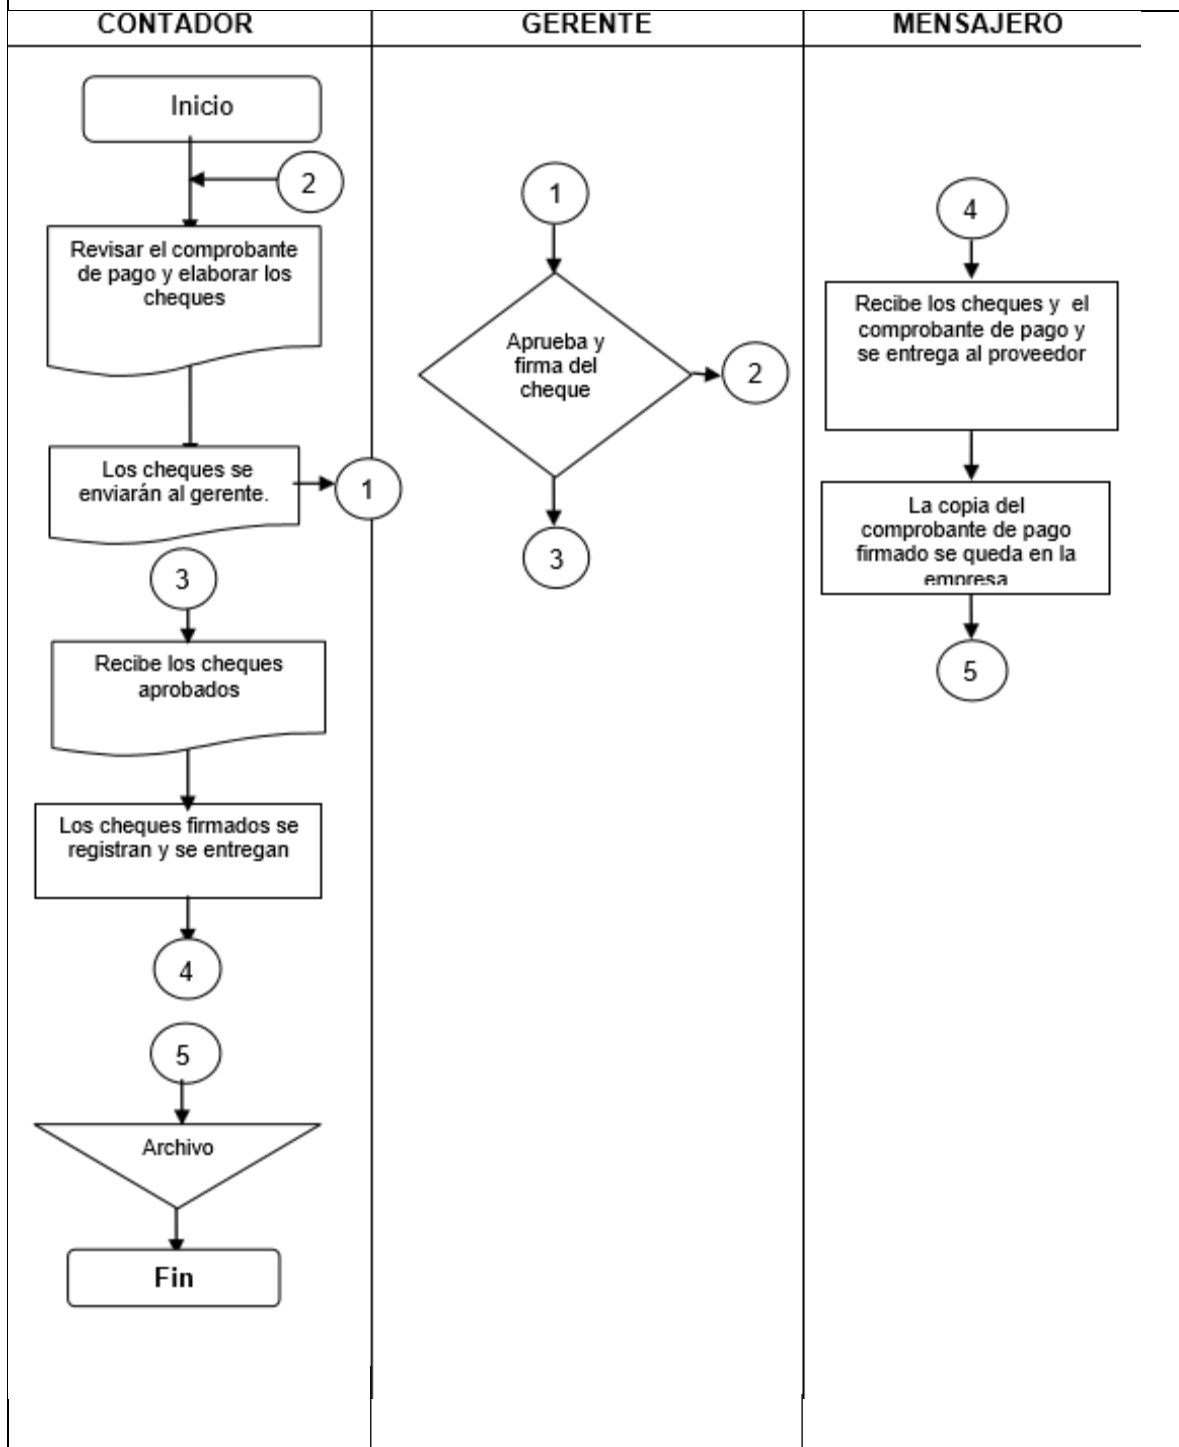 CONTADOR
GERENTE
MENSAJERO
Inicio
2
Revisar el comprobante
de pago y elaborar los
cheques
Los cheques se
enviarán al gerente.
1
3
Recibe los cheques
aprobados
Los cheques firmados se
registran y se entregan
4
5
Archivo
Fin
1
Aprueba y
firma del
cheque
2
3
4
Recibe los cheques y el
comprobante de pago y
se entrega al proveedor
La copia del
comprobante de pago
firmado se queda en la
empresa
5